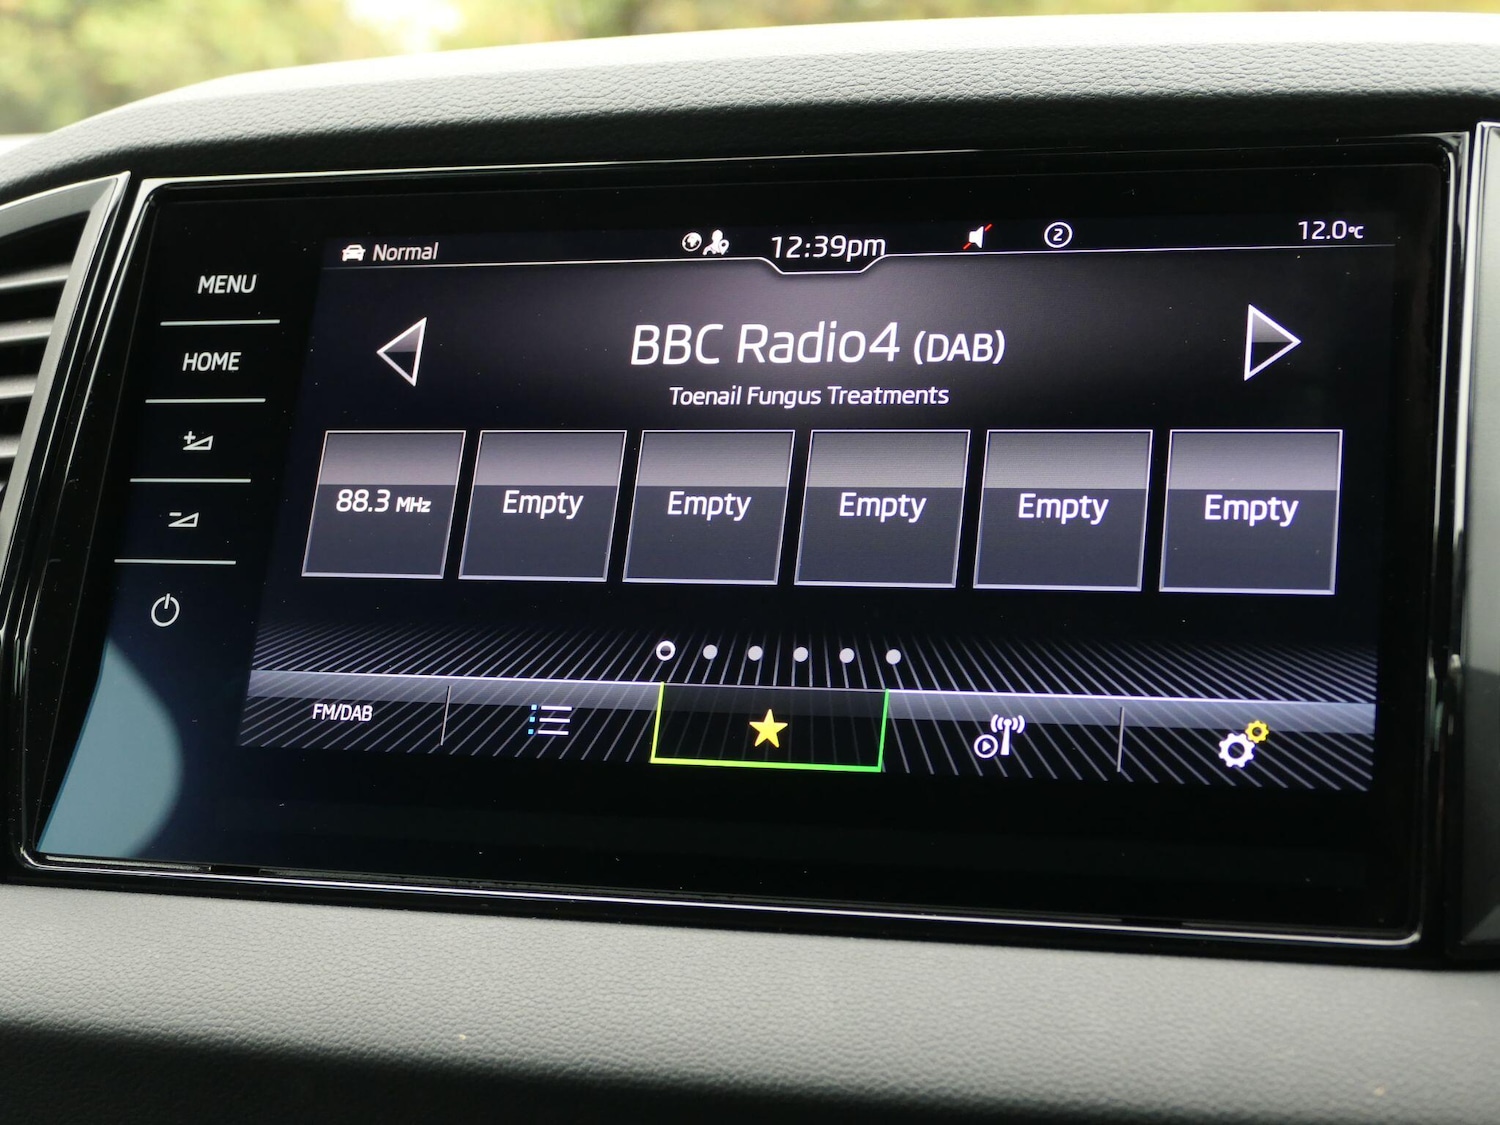 Normal
12:39pm
2
12.0°C
MENU
HOME
BBC Radio4 (DAB)
Toenail Fungus Treatments
88.3 MHz
Empty
Empty
Empty
Empty
Empty
FM/DAB